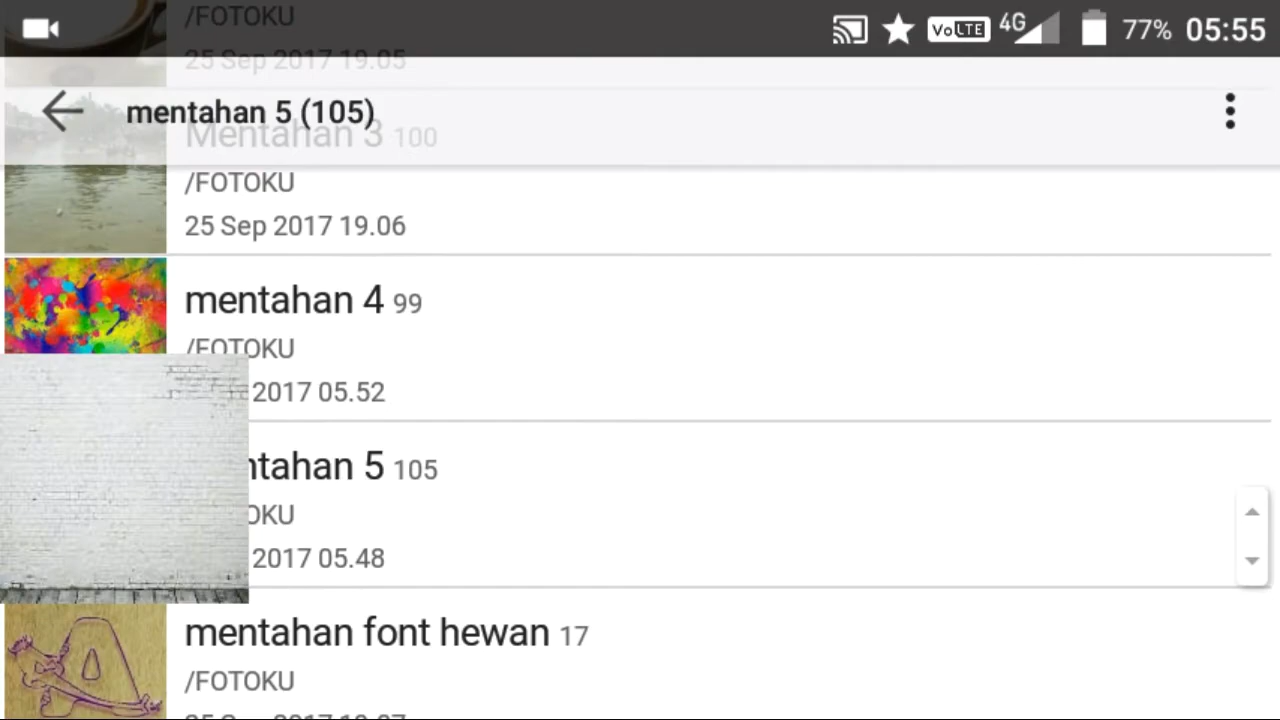 /FOTOKU
VoLTE 4G 77% 05:55
25 Sep 2017 19.05
mentahan 5 (105)
Mentahan 3 100
/FOTOKU
25 Sep 2017 19.06
mentahan 4 99
/FOTOKU
2017 05.52
ntahan 5 105
OKU
2017 05.48
mentahan font hewan 17
/FOTOKU